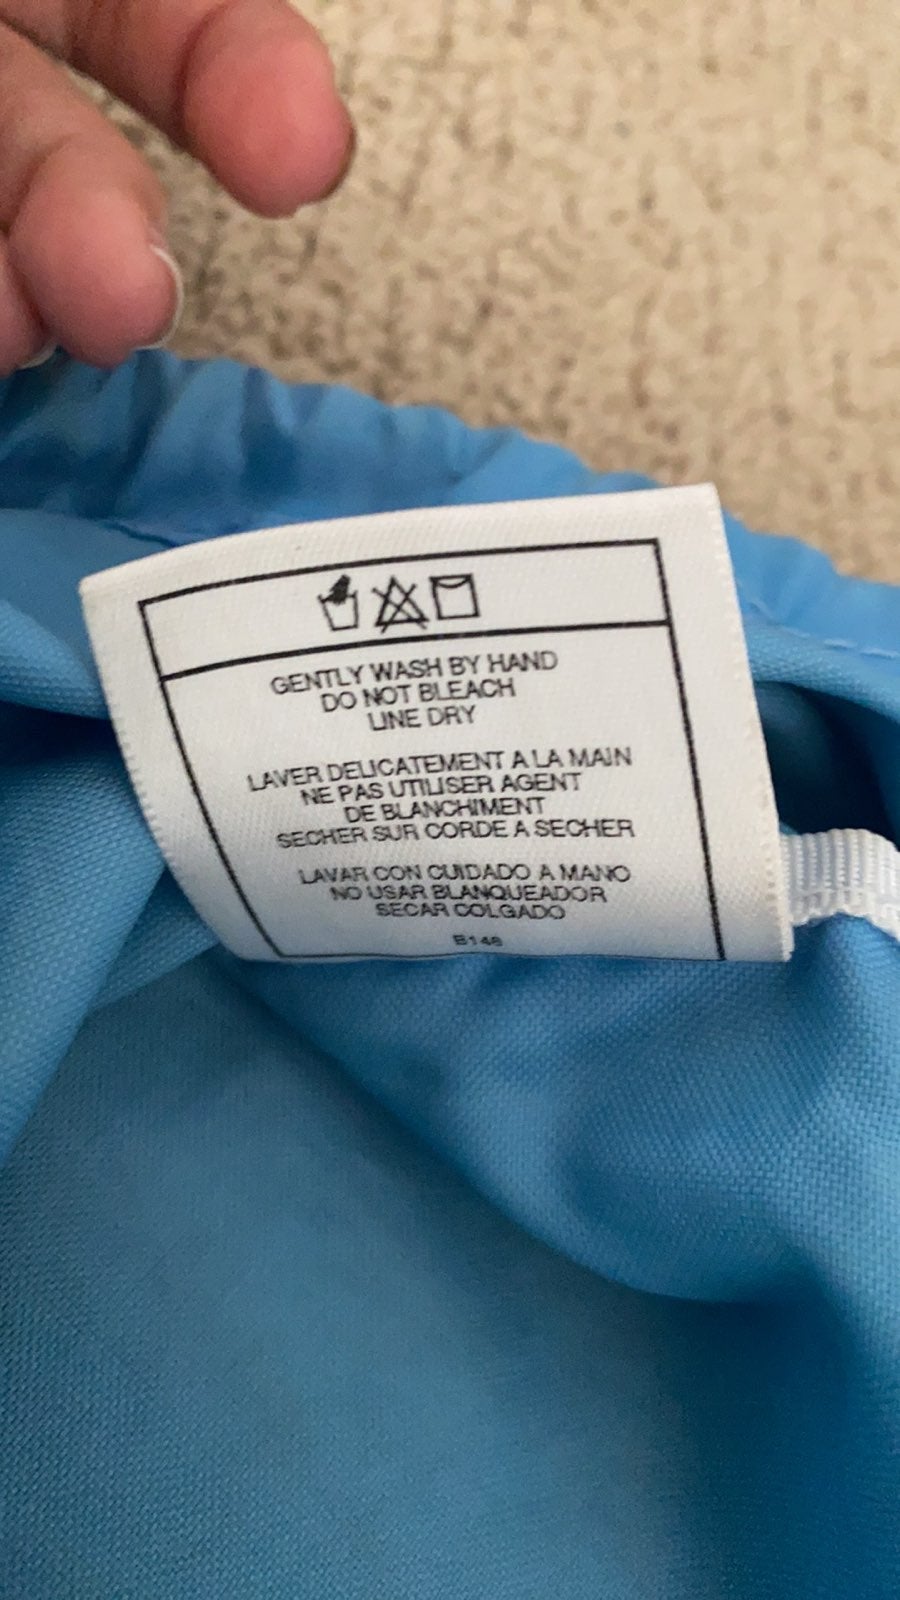 GENTLY WASH BY HAND
DO NOT BLEACH
LINE DRY
LAVER DELICATEMENT A LA MAIN
NE PAS UTILISER AGENT
DE BLANCHIMENT
SECHER SUR CORDE A SECHER
LAVAR CON CUIDADO A MANO
NO USAR BLANQUEADOR
SECAR COLGADO
B146